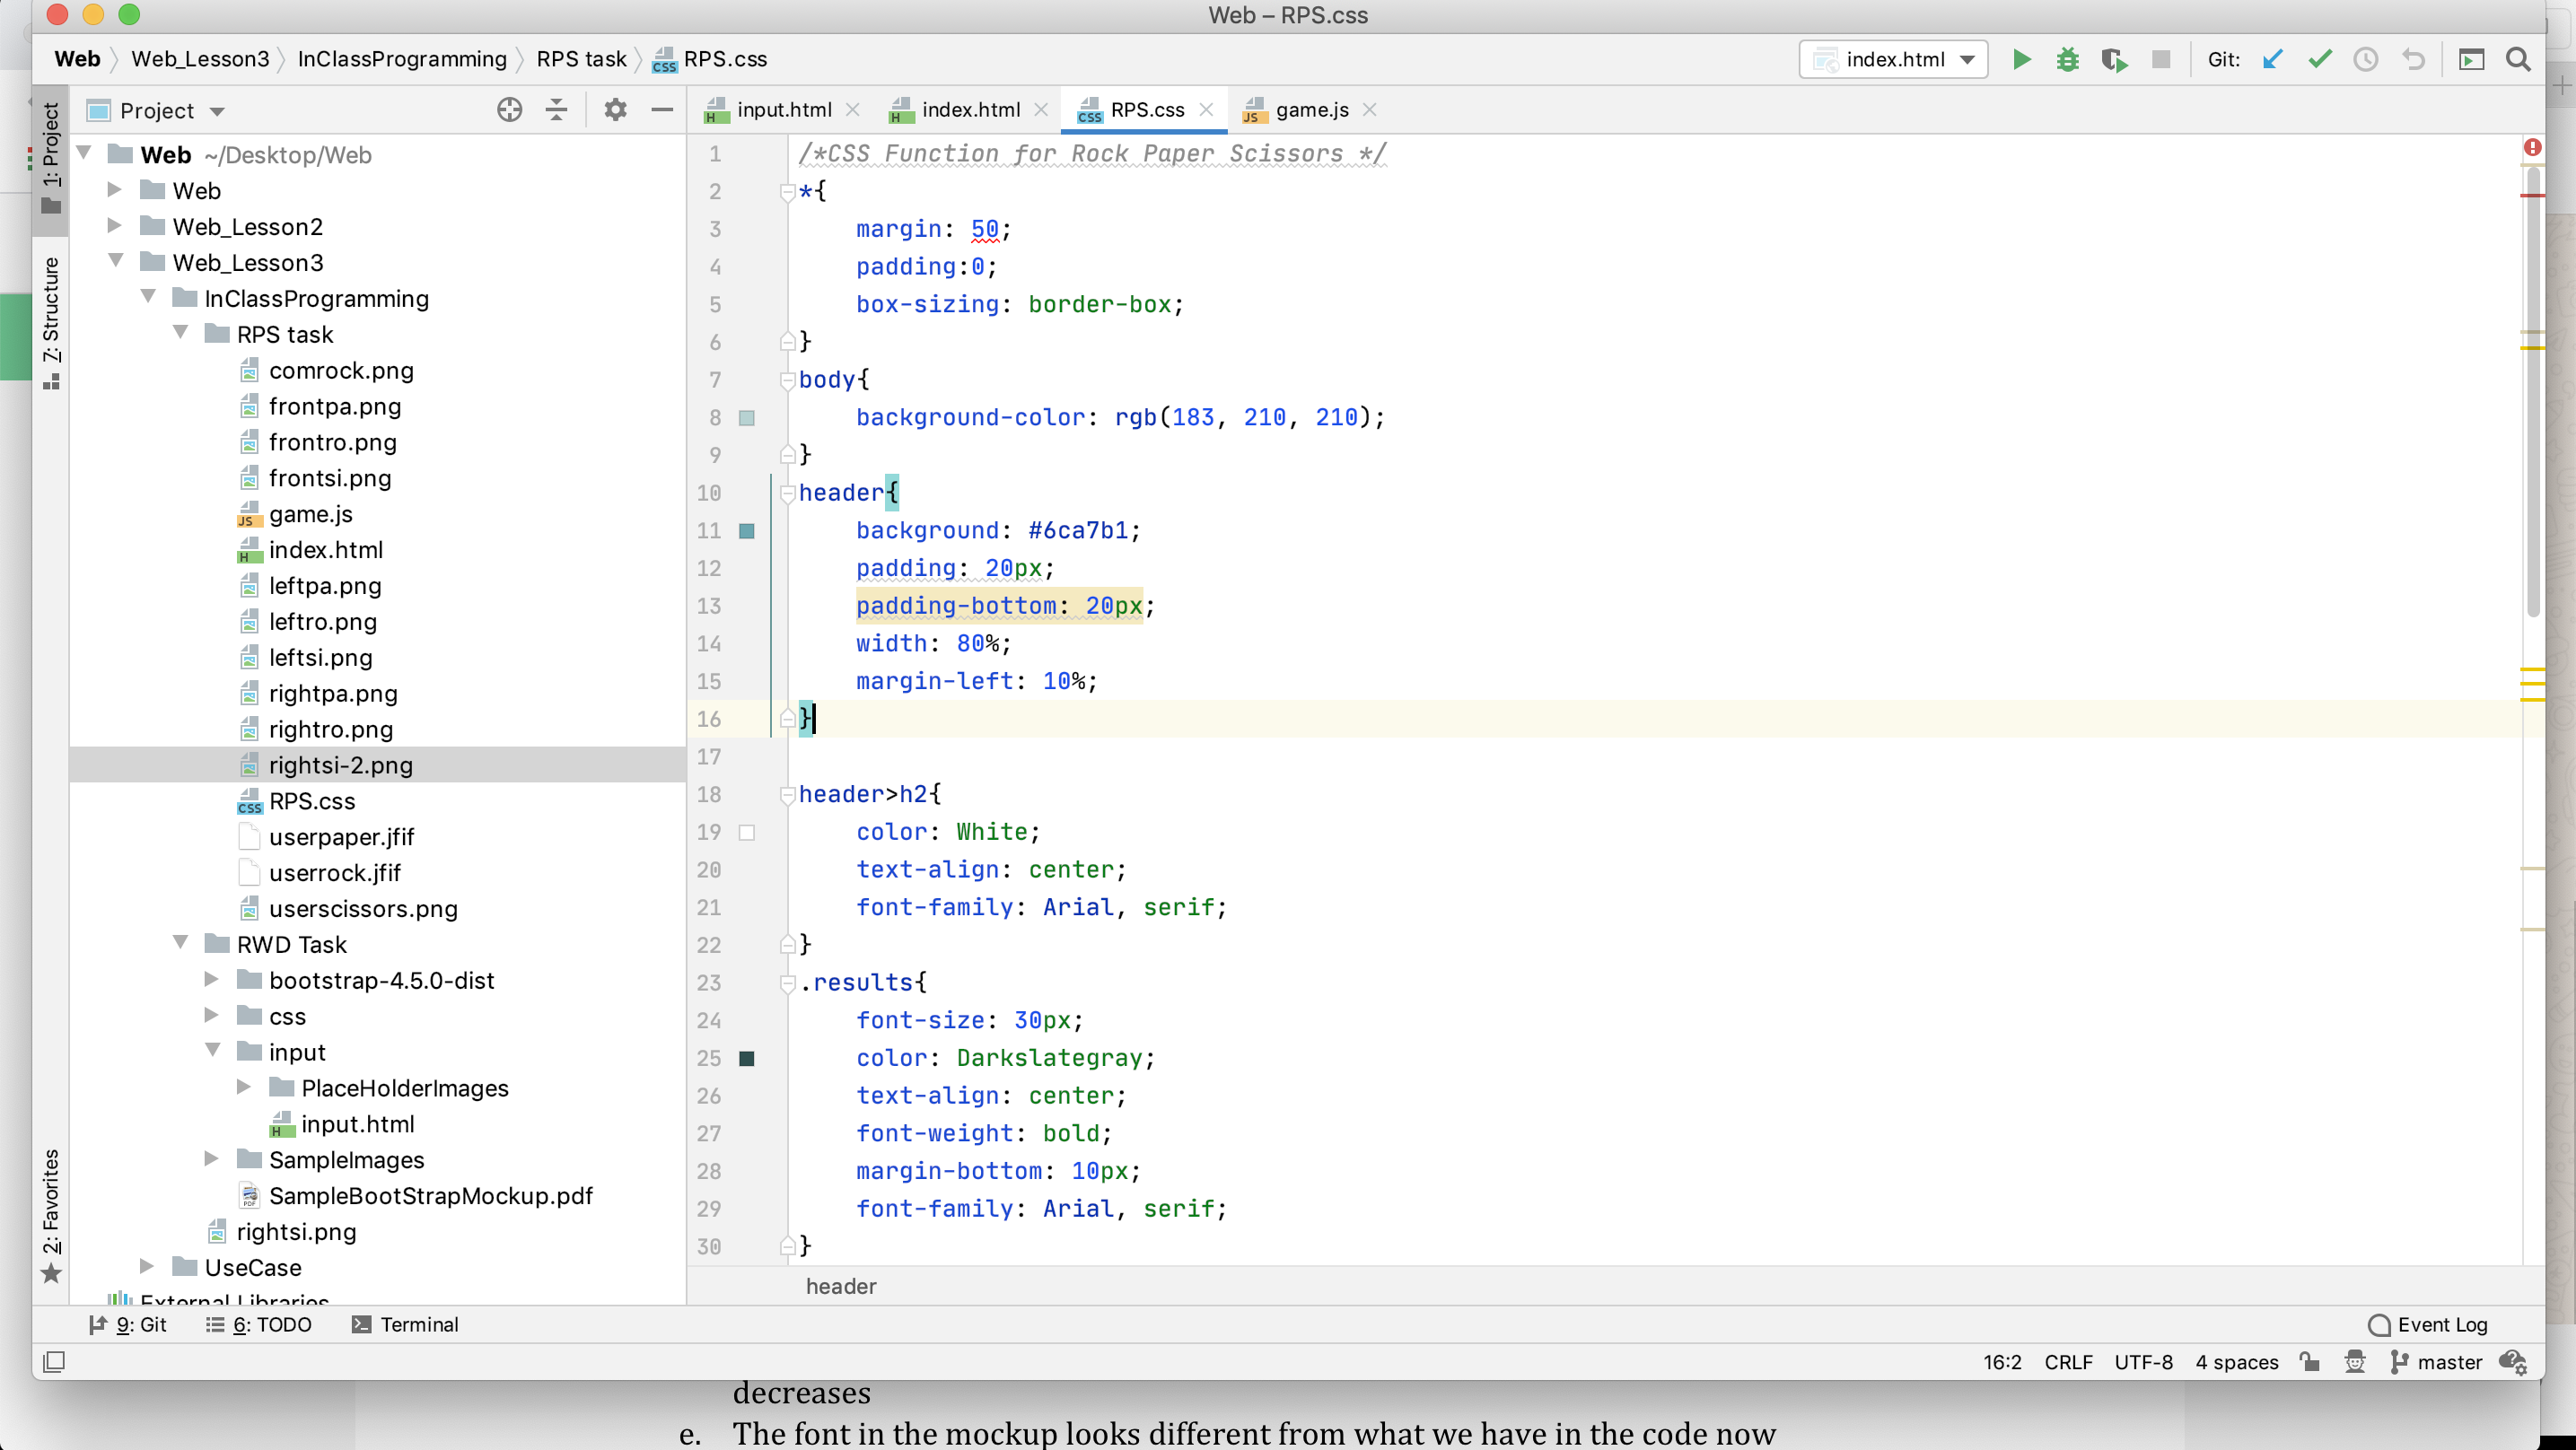 Web – RPS.css
Web Web_Lesson3 InClassProgramming RPS task RPS.css index.html Git:
1: Project
7: Structure
2: Favorites
Project
Web ~/Desktop/Web
Web
Web_Lesson2
Web_Lesson3
InClassProgramming
RPS task
comrock.png
frontpa.png
frontro.png
frontsi.png
game.js
index.html
leftpa.png
leftro.png
leftsi.png
rightpa.png
rightro.png
rightsi-2.png
RPS.css
userpaper.jfif
userrock.jfif
userscissors.png
RWD Task
bootstrap-4.5.0-dist
css
input
PlaceHolderImages
input.html
SampleImages
SampleBootStrapMockup.pdf
rightsi.png
UseCase
External Libraries
input.html index.html RPS.css game.js
1 /*CSS Function for Rock Paper Scissors */
2 *{
3 margin: 50;
4 padding:0;
5 box-sizing: border-box;
6 }
7 body{
8 background-color: rgb(183, 210, 210);
9 }
10 header{
11 background: #6ca7b1;
12 padding: 20px;
13 padding-bottom: 20px;
14 width: 80%;
15 margin-left: 10%;
16 }
17
18 header>h2{
19 color: White;
20 text-align: center;
21 font-family: Arial, serif;
22 }
23 .results{
24 font-size: 30px;
25 color: Darkslategray;
26 text-align: center;
27 font-weight: bold;
28 margin-bottom: 10px;
29 font-family: Arial, serif;
30 }
header
9: Git 6: TODO Terminal Event Log
16:2 CRLF UTF-8 4 spaces master
decreases
e. The font in the mockup looks different from what we have in the code now